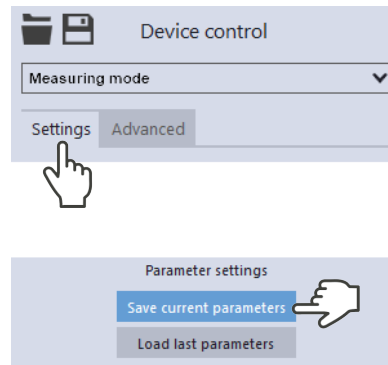 Device control
Measuring mode
Settings Advanced
Parameter settings
Save current parameters
Load last parameters